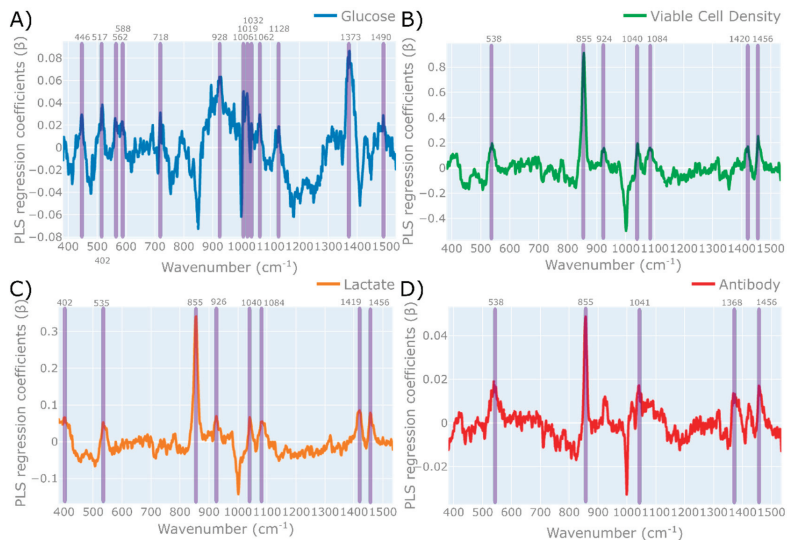 A)
Glucose
1032
588 1019
446 517 562 718 928 1006 1062 1128 1373 1490
PLS regression coefficients (β)
0.08
0.06
0.04
0.02
0
−0.02
−0.04
−0.06
−0.08
400 500 600 700 800 900 1000 1100 1200 1300 1400 1500
402
Wavenumber (cm⁻¹)
B)
Viable Cell Density
538 855 924 1040 1084 1420 1456
PLS regression coefficients (β)
0.8
0.6
0.4
0.2
0
−0.2
−0.4
400 500 600 700 800 900 1000 1100 1200 1300 1400 1500
Wavenumber (cm⁻¹)
C)
Lactate
402 535 855 926 1040 1084 1419 1456
PLS regression coefficients (β)
0.3
0.2
0.1
0
−0.1
400 500 600 700 800 900 1000 1100 1200 1300 1400 1500
Wavenumber (cm⁻¹)
D)
Antibody
538 855 1041 1368 1456
PLS regression coefficients (β)
0.04
0.02
0
−0.02
400 500 600 700 800 900 1000 1100 1200 1300 1400 1500
Wavenumber (cm⁻¹)